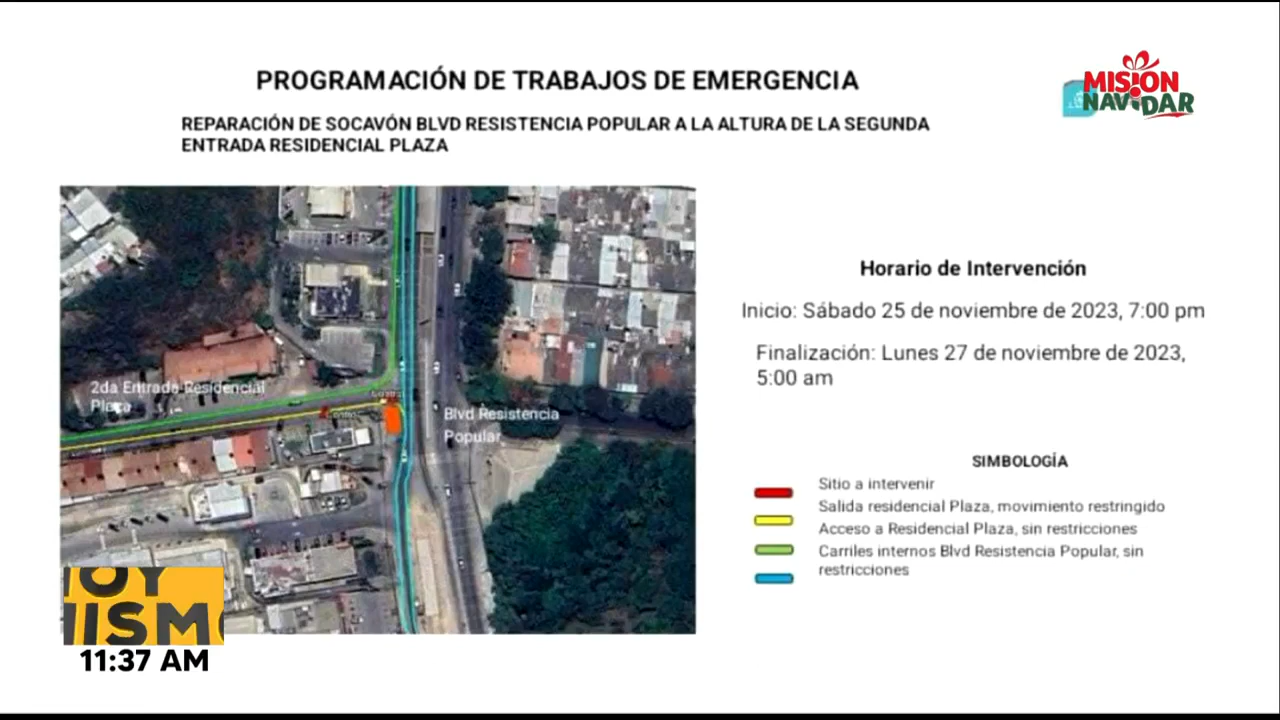 PROGRAMACIÓN DE TRABAJOS DE EMERGENCIA
MISIÓN
NAVIDAR
REPARACIÓN DE SOCAVÓN BLVD RESISTENCIA POPULAR A LA ALTURA DE LA SEGUNDA
ENTRADA RESIDENCIAL PLAZA
2da Entrada Residencial
Plaza
Blvd Resistencia
Popular
Horario de Intervención
Inicio: Sábado 25 de noviembre de 2023, 7:00 pm
Finalización: Lunes 27 de noviembre de 2023,
5:00 am
SIMBOLOGÍA
Sitio a intervenir
Salida residencial Plaza, movimiento restringido
Acceso a Residencial Plaza, sin restricciones
Carriles internos Blvd Resistencia Popular, sin
restricciones
HOY
MISMO
11:37 AM